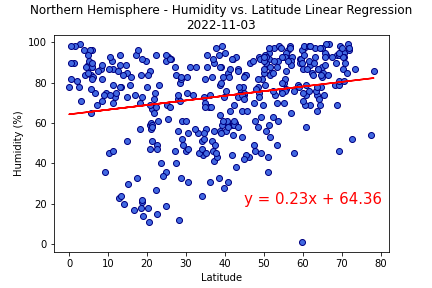 Northern Hemisphere - Humidity vs. Latitude Linear Regression
2022-11-03
100
80
60
40
20
0
Humidity (%)
y = 0.23x + 64.36
0 10 20 30 40 50 60 70 80
Latitude